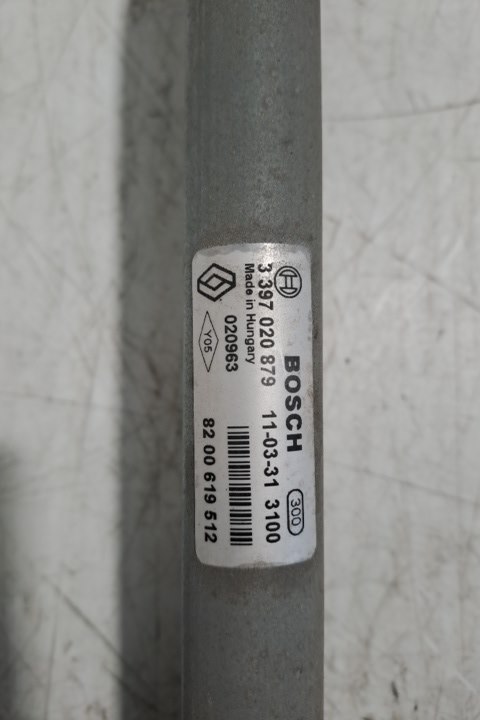 BOSCH 300
3 397 020 879 11-03-31 3100
Made in Hungary
020963
Y05
82 00 619 512